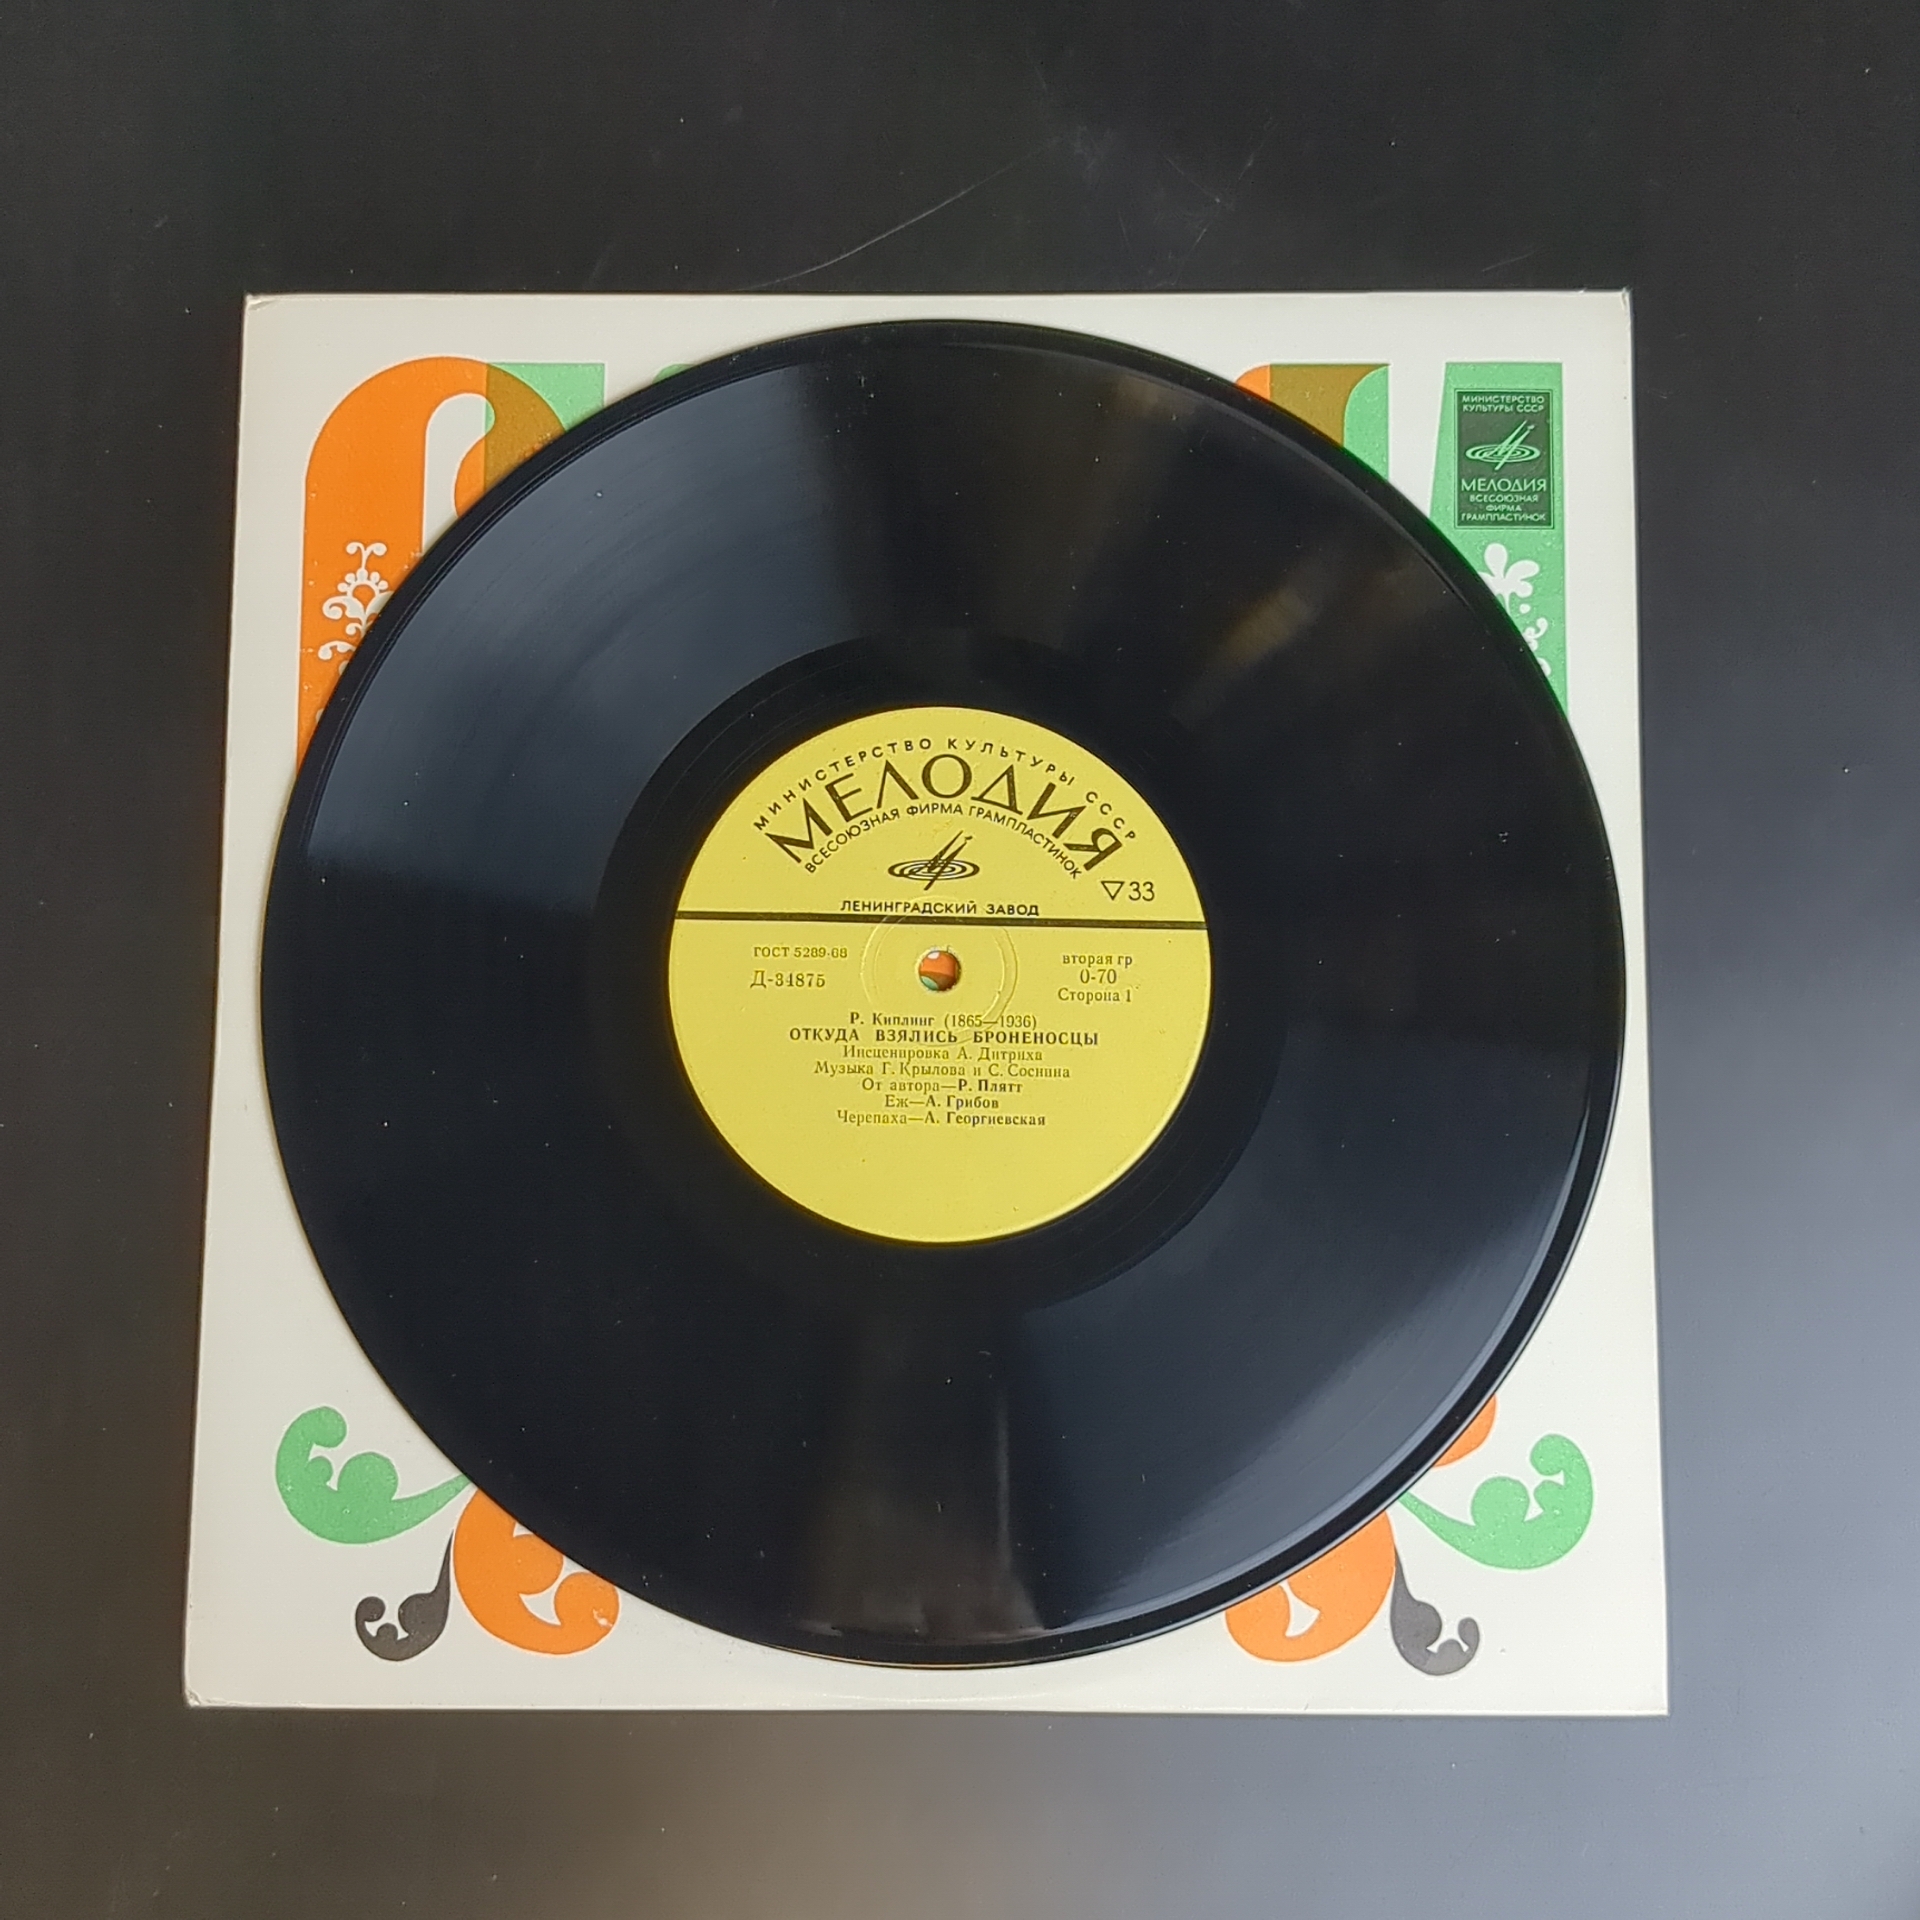 МИНИСТЕРСТВО
КУЛЬТУРЫ СССР
МЕЛОДИЯ
ВСЕСОЮЗНАЯ
ФИРМА
ГРАМПЛАСТИНОК
МИНИСТЕРСТВО КУЛЬТУРЫ СССР
МЕЛОДИЯ
ВСЕСОЮЗНАЯ ФИРМА ГРАМПЛАСТИНОК
▽33
ЛЕНИНГРАДСКИЙ ЗАВОД
ГОСТ 5289-68
Д-34875
вторая гр
0-70
Сторона 1
Р. Киплинг (1865—1936)
ОТКУДА ВЗЯЛИСЬ БРОНЕНОСЦЫ
Инсценировка А. Дитриха
Музыка Г. Крылова и С. Соснина
От автора—Р. Плятт
Еж—А. Грибов
Черепаха—А. Георгиевская